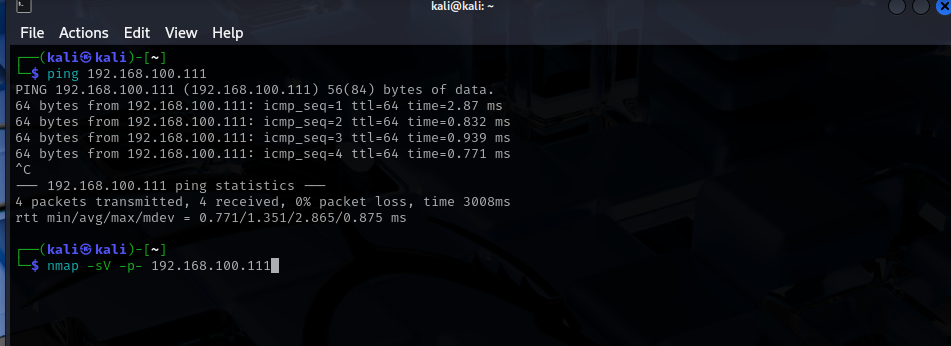 kali@kali: ~
File Actions Edit View Help
┌──(kali㉿kali)-[~]
└─$ ping 192.168.100.111
PING 192.168.100.111 (192.168.100.111) 56(84) bytes of data.
64 bytes from 192.168.100.111: icmp_seq=1 ttl=64 time=2.87 ms
64 bytes from 192.168.100.111: icmp_seq=2 ttl=64 time=0.832 ms
64 bytes from 192.168.100.111: icmp_seq=3 ttl=64 time=0.939 ms
64 bytes from 192.168.100.111: icmp_seq=4 ttl=64 time=0.771 ms
^C
--- 192.168.100.111 ping statistics ---
4 packets transmitted, 4 received, 0% packet loss, time 3008ms
rtt min/avg/max/mdev = 0.771/1.351/2.865/0.875 ms
┌──(kali㉿kali)-[~]
└─$ nmap -sV -p- 192.168.100.111